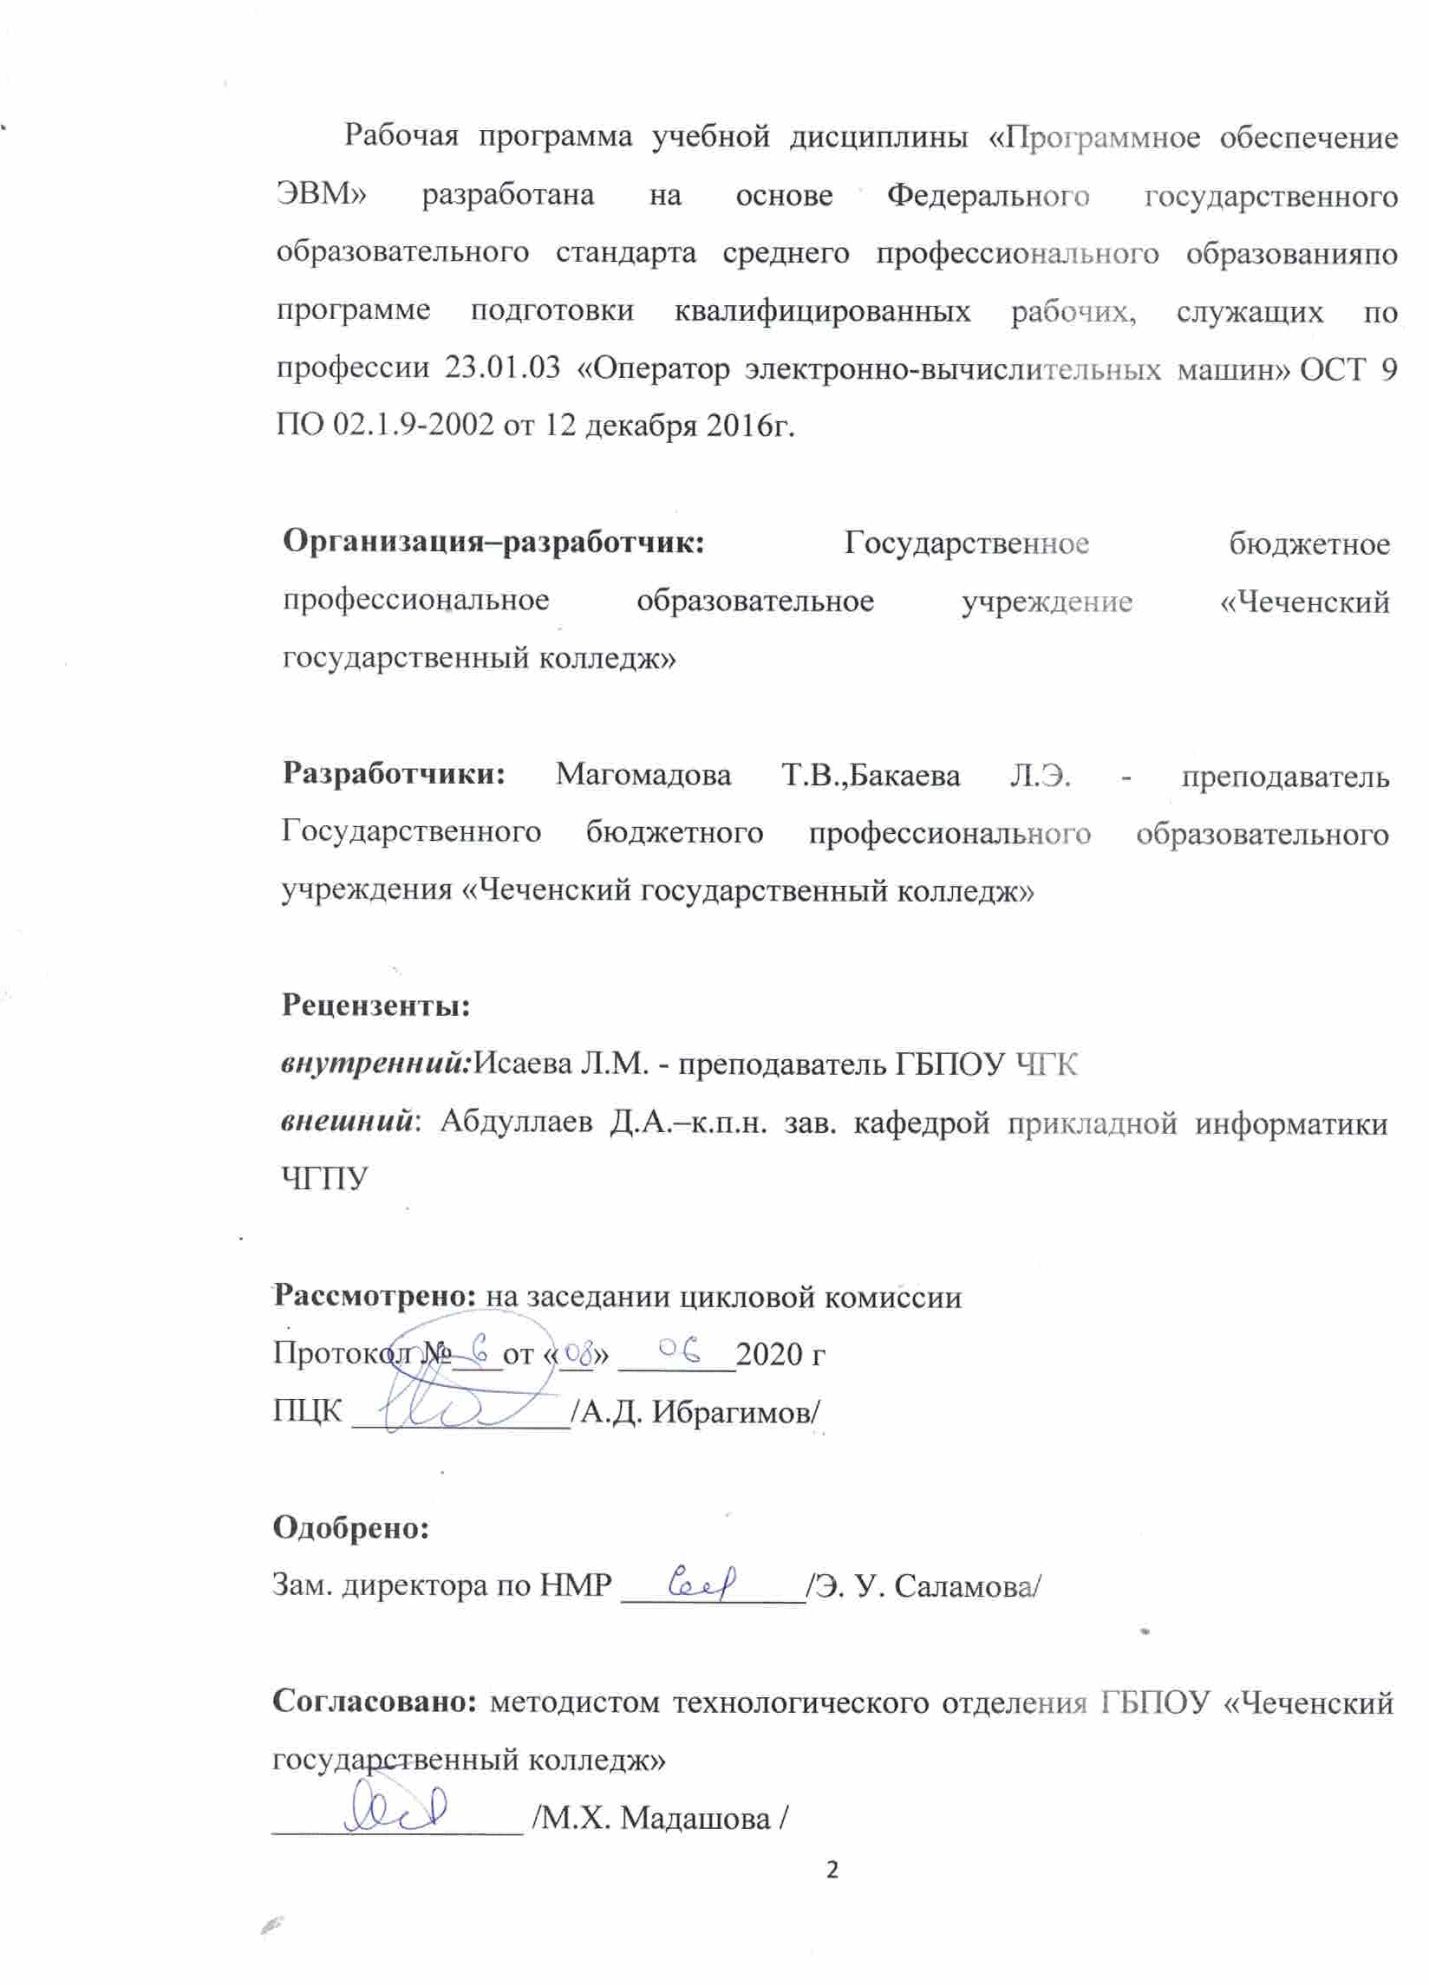 Рабочая программа учебной дисциплины «Программное обеспечение
ЭВМ» разработана на основе Федерального государственного
образовательного стандарта среднего профессионального образованияпо
программе подготовки квалифицированных рабочих, служащих по
профессии 23.01.03 «Оператор электронно-вычислительных машин» ОСТ 9
ПО 02.1.9-2002 от 12 декабря 2016г.
Организация–разработчик: Государственное бюджетное
профессиональное образовательное учреждение «Чеченский
государственный колледж»
Разработчики: Магомадова Т.В.,Бакаева Л.Э. - преподаватель
Государственного бюджетного профессионального образовательного
учреждения «Чеченский государственный колледж»
Рецензенты:
внутренний:Исаева Л.М. - преподаватель ГБПОУ ЧГК
внешний: Абдуллаев Д.А.–к.п.н. зав. кафедрой прикладной информатики
ЧГПУ
Рассмотрено: на заседании цикловой комиссии
Протокол № 6 от «08» 06 2020 г
ПЦК /А.Д. Ибрагимов/
Одобрено:
Зам. директора по НМР /Э. У. Саламова/
Согласовано: методистом технологического отделения ГБПОУ «Чеченский
государственный колледж»
/М.Х. Мадашова /
2